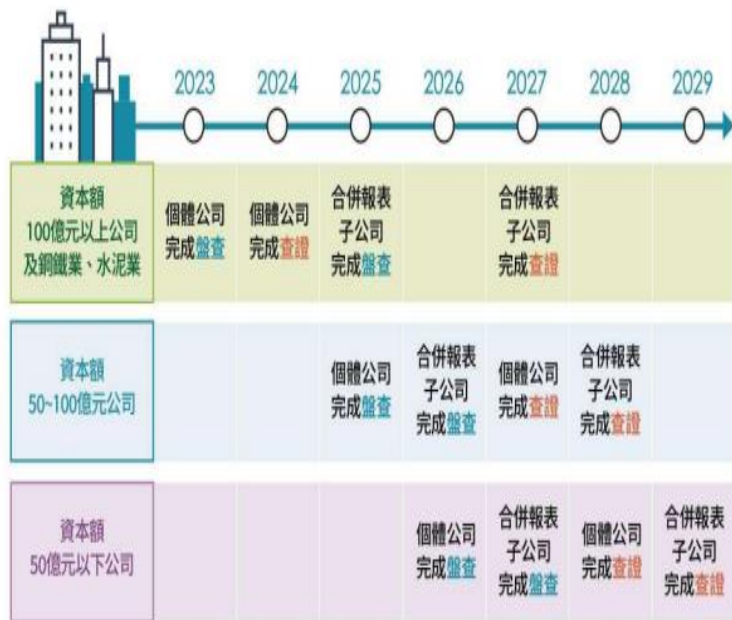 2023
2024
2025
2026
2027
2028
2029
資本額
100億元以上公司
及鋼鐵業、水泥業
個體公司
完成盤查
個體公司
完成查證
合併報表
子公司
完成盤查
合併報表
子公司
完成查證
資本額
50~100億元公司
個體公司
完成盤查
合併報表
子公司
完成盤查
個體公司
完成查證
合併報表
子公司
完成查證
資本額
50億元以下公司
個體公司
完成盤查
合併報表
子公司
完成盤查
個體公司
完成查證
合併報表
子公司
完成查證